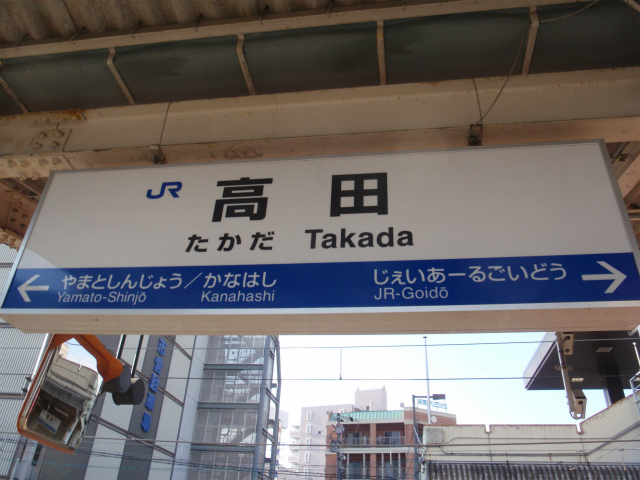 JR 高田
たかだ Takada
← やまとしんじょう／かなはし じぇいあーるごいどう →
Yamato-Shinjō Kanahashi JR-Goidō